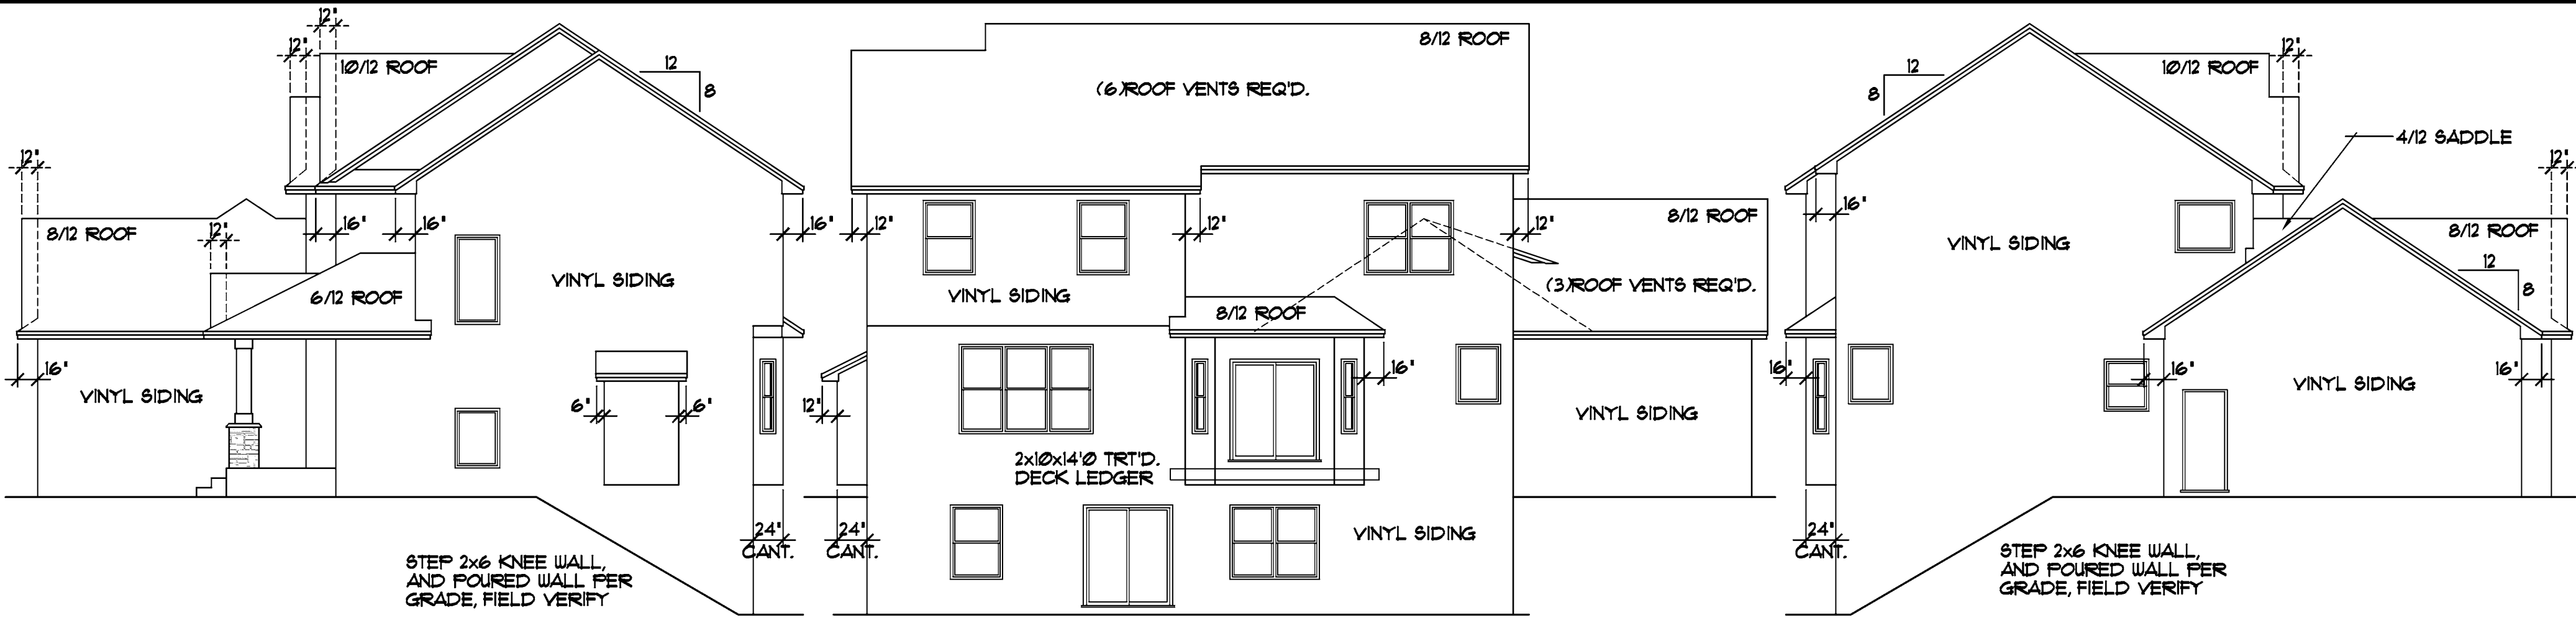 12"
12"
10/12 ROOF
12
8
12"
16"
16"
16"
8/12 ROOF
12"
6/12 ROOF
VINYL SIDING
16"
VINYL SIDING
6"
6"
24"
CANT.
STEP 2x6 KNEE WALL,
AND POURED WALL PER
GRADE, FIELD VERIFY
8/12 ROOF
(6)ROOF VENTS REQ'D.
12"
12"
12"
8/12 ROOF
VINYL SIDING
(3)ROOF VENTS REQ'D.
8/12 ROOF
16"
12"
VINYL SIDING
2x10x14'0 TRT'D.
DECK LEDGER
24"
CANT.
VINYL SIDING
12"
10/12 ROOF
12
8
4/12 SADDLE
12"
16"
VINYL SIDING
8/12 ROOF
12
8
16"
16"
16"
VINYL SIDING
24"
CANT.
STEP 2x6 KNEE WALL,
AND POURED WALL PER
GRADE, FIELD VERIFY